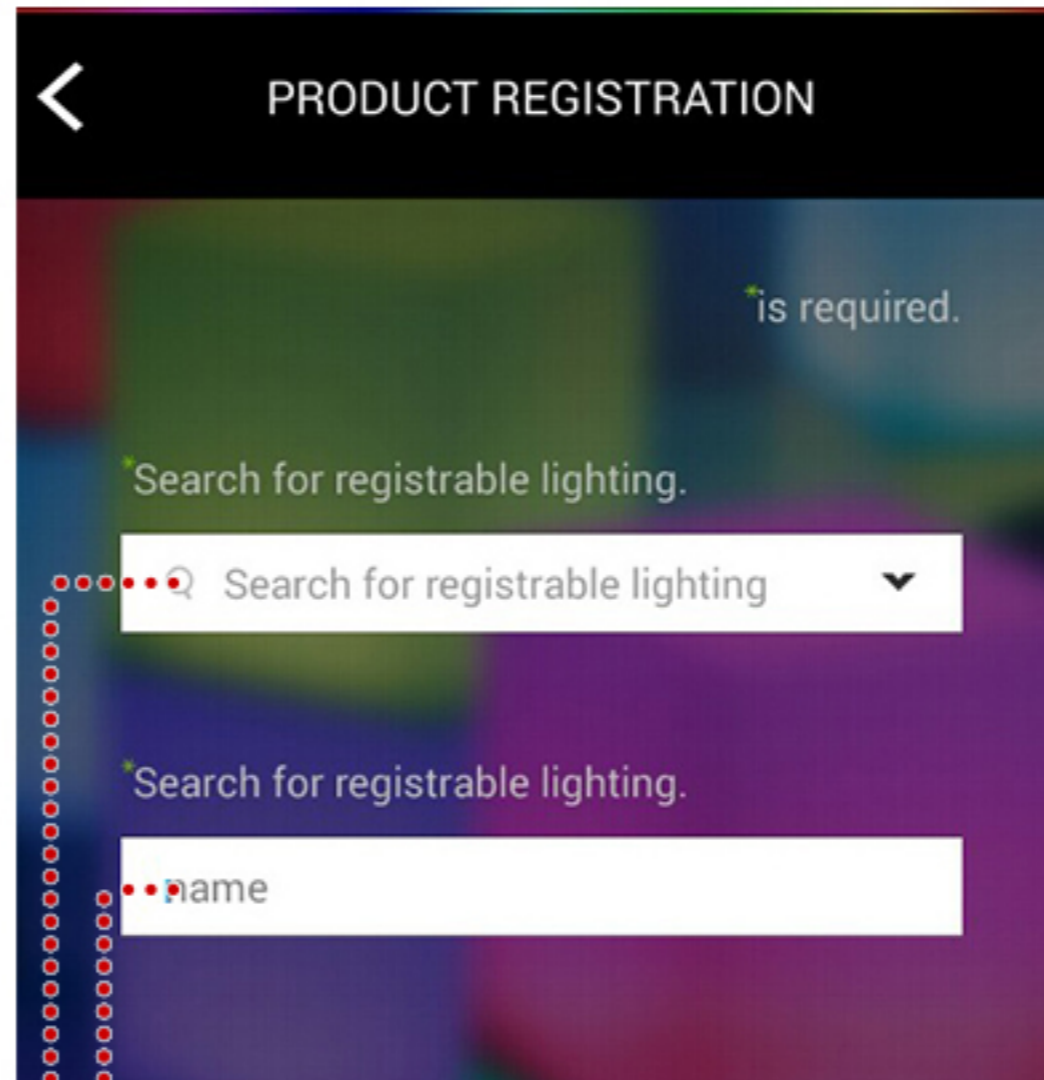 PRODUCT REGISTRATION
*is required.
*Search for registrable lighting.
Search for registrable lighting
*Search for registrable lighting.
name